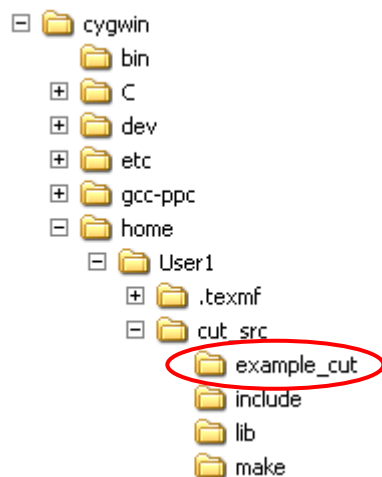 cygwin
bin
C
dev
etc
gcc-ppc
home
User1
.texmf
cut_src
example_cut
include
lib
make